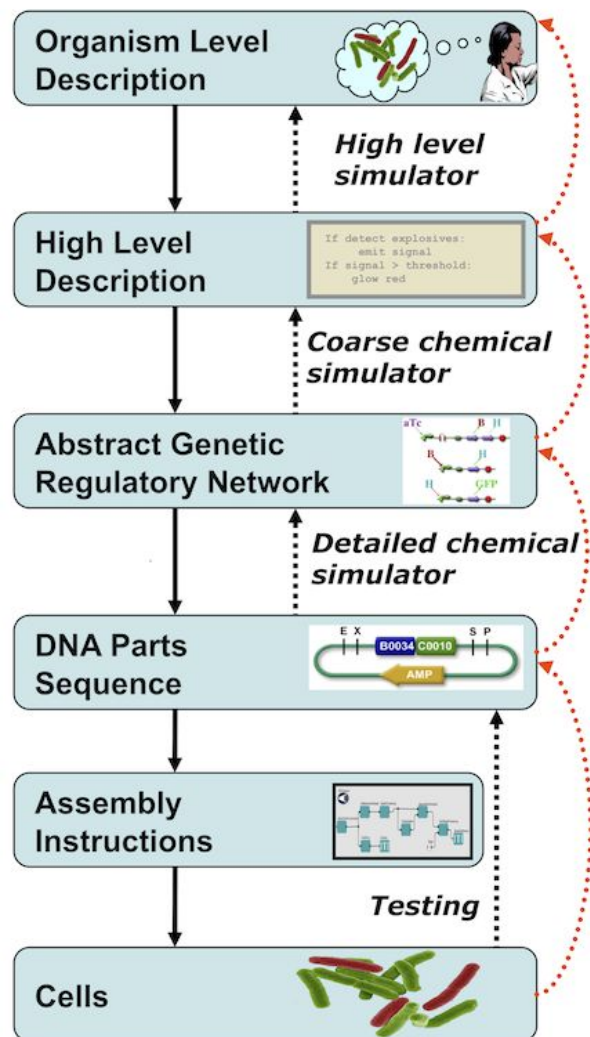 Organism Level
Description
High level
simulator
High Level
Description
If detect explosives:
emit signal
If signal > threshold:
glow red
Coarse chemical
simulator
Abstract Genetic
Regulatory Network
aTc B H
B H
H GFP
Detailed chemical
simulator
DNA Parts
Sequence
E X S P
B0034 C0010
AMP
Assembly
Instructions
Testing
Cells